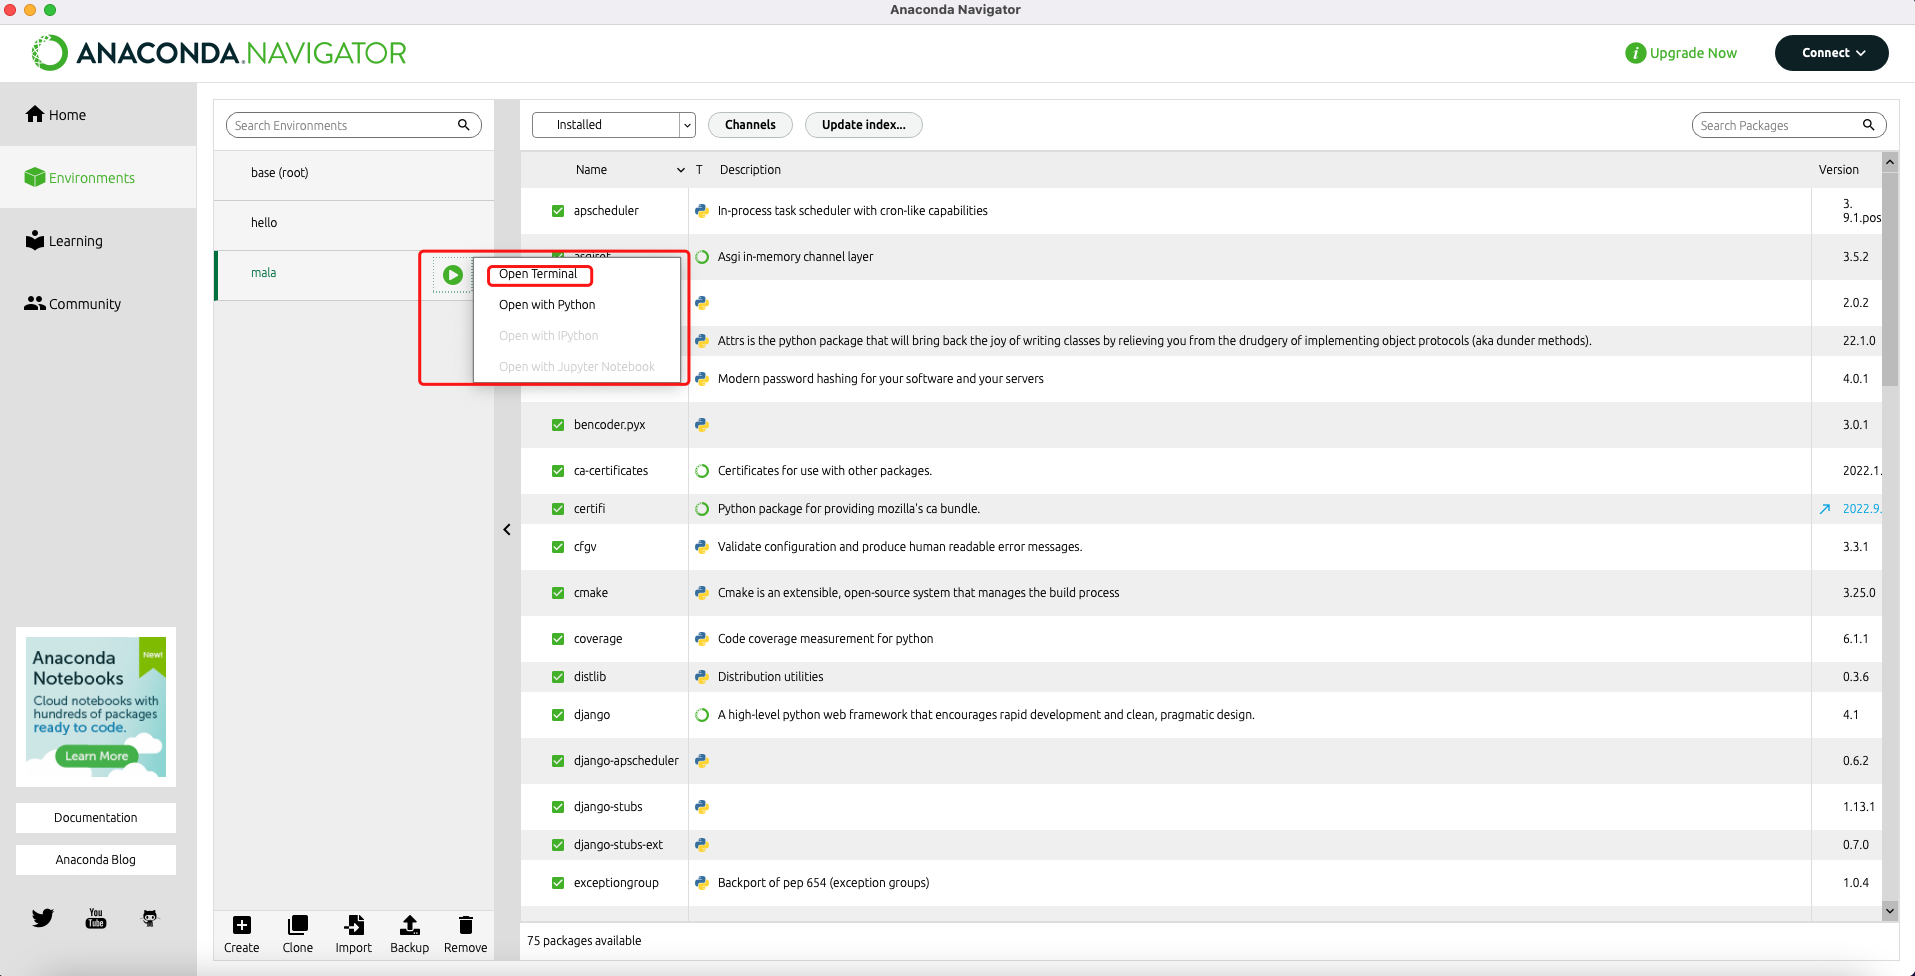 Anaconda Navigator
ANACONDA.NAVIGATOR
Upgrade Now
Connect
Home
Environments
Learning
Community
Anaconda
Notebooks
New!
Cloud notebooks with
hundreds of packages
ready to code.
Learn More
Documentation
Anaconda Blog
You
Tube
Search Environments
base (root)
hello
mala
Open Terminal
Open with Python
Open with IPython
Open with Jupyter Notebook
Create
Clone
Import
Backup
Remove
Installed
Channels
Update index...
Search Packages
Name T Description Version
apscheduler In-process task scheduler with cron-like capabilities 3.
9.1.pos
asgiref Asgi in-memory channel layer 3.5.2
2.0.2
Attrs is the python package that will bring back the joy of writing classes by relieving you from the drudgery of implementing object protocols (aka dunder methods). 22.1.0
Modern password hashing for your software and your servers 4.0.1
bencoder.pyx 3.0.1
ca-certificates Certificates for use with other packages. 2022.1.
certifi Python package for providing mozilla's ca bundle. 2022.9.
cfgv Validate configuration and produce human readable error messages. 3.3.1
cmake Cmake is an extensible, open-source system that manages the build process 3.25.0
coverage Code coverage measurement for python 6.1.1
distlib Distribution utilities 0.3.6
django A high-level python web framework that encourages rapid development and clean, pragmatic design. 4.1
django-apscheduler 0.6.2
django-stubs 1.13.1
django-stubs-ext 0.7.0
exceptiongroup Backport of pep 654 (exception groups) 1.0.4
75 packages available